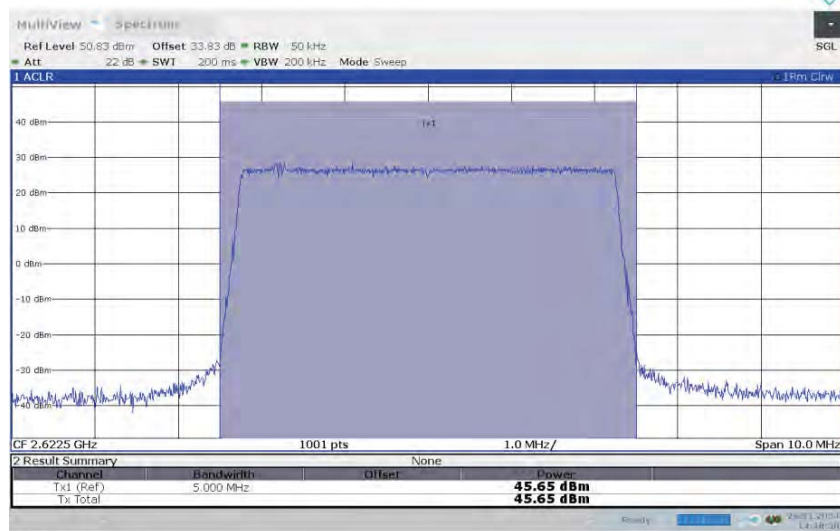 MultiView Spectrum
Ref Level 50.83 dBm Offset 33.83 dB RBW 50 kHz
SGL
Att 22 dB SWT 200 ms VBW 200 kHz Mode Sweep
1 ACLR 1Rm Clrw
40 dBm
Tx1
30 dBm
20 dBm
10 dBm
0 dBm
-10 dBm
-20 dBm
-30 dBm
-40 dBm
CF 2.6225 GHz 1001 pts 1.0 MHz/ Span 10.0 MHz
2 Result Summary None
Channel Bandwidth Offset Power
Tx1 (Ref) 5.000 MHz 45.65 dBm
Tx Total 45.65 dBm
Ready